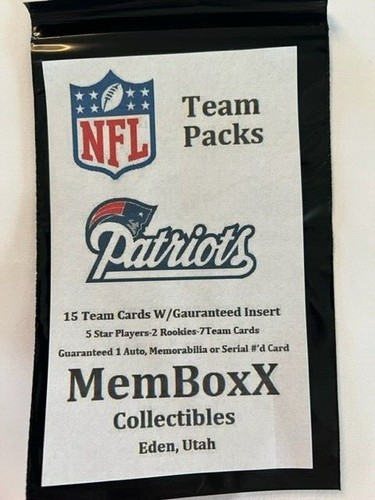 NFL
Team
Packs
Patriots
15 Team Cards W/Gauranteed Insert
5 Star Players-2 Rookies-7Team Cards
Guaranteed 1 Auto, Memorabilia or Serial #'d Card
MemBoxX
Collectibles
Eden, Utah